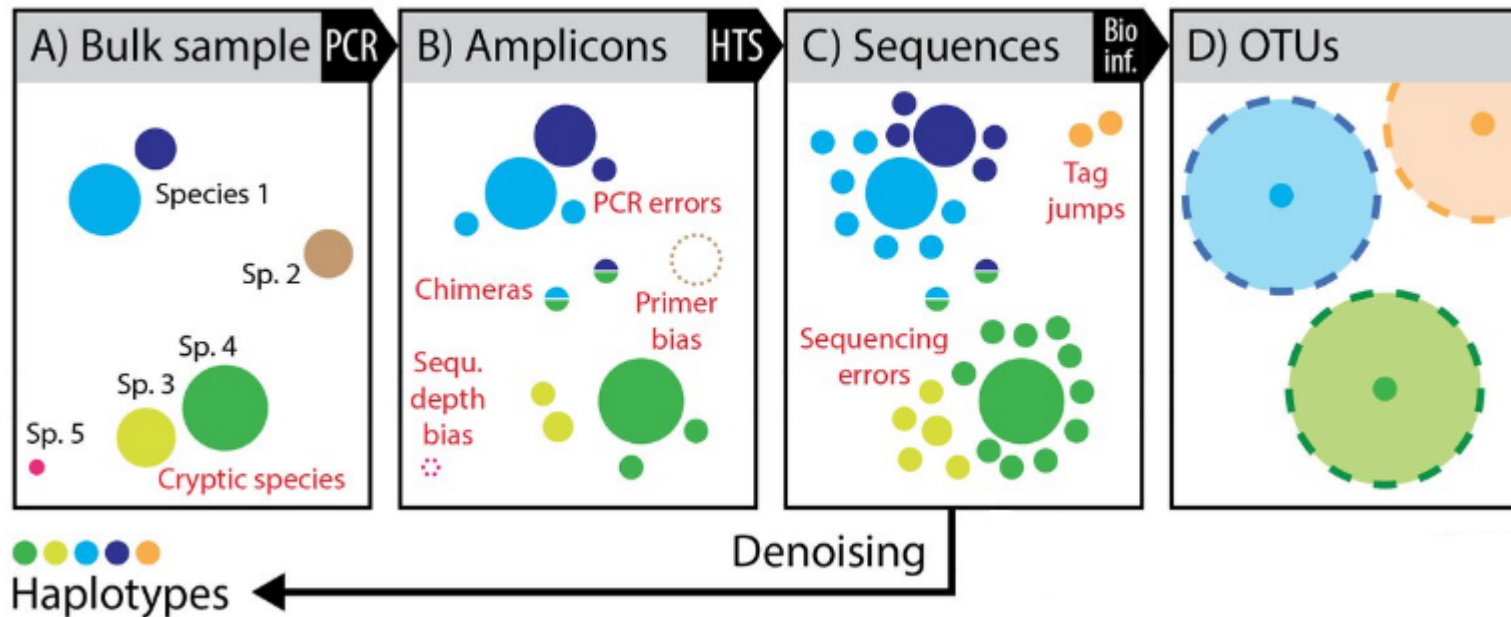 A) Bulk sample
PCR
B) Amplicons
HTS
C) Sequences
Bio
inf.
D) OTUs
Species 1
Sp. 2
Sp. 4
Sp. 3
Sp. 5
Cryptic species
PCR errors
Chimeras
Primer
bias
Sequ.
depth
bias
Tag
jumps
Sequencing
errors
Denoising
Haplotypes